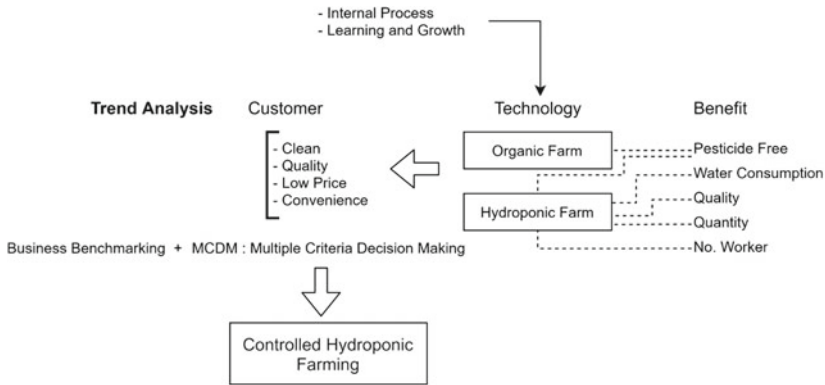 - Internal Process
- Learning and Growth
Trend Analysis Customer Technology Benefit
- Clean
- Quality
- Low Price
- Convenience
Organic Farm
Hydroponic Farm
Pesticide Free
Water Consumption
Quality
Quantity
No. Worker
Business Benchmarking + MCDM : Multiple Criteria Decision Making
Controlled Hydroponic
Farming